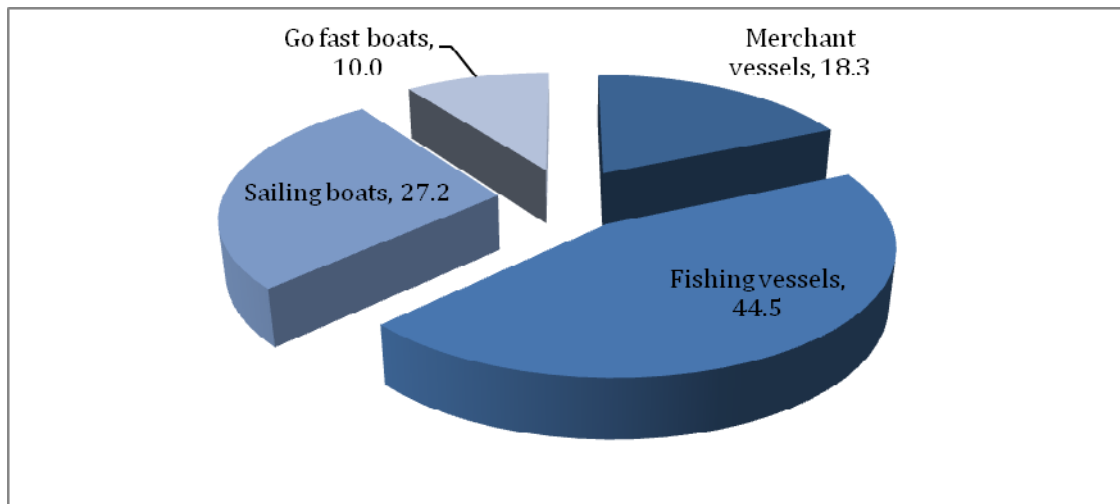 Go fast boats,
10.0
Merchant
vessels, 18.3
Sailing boats, 27.2
Fishing vessels,
44.5